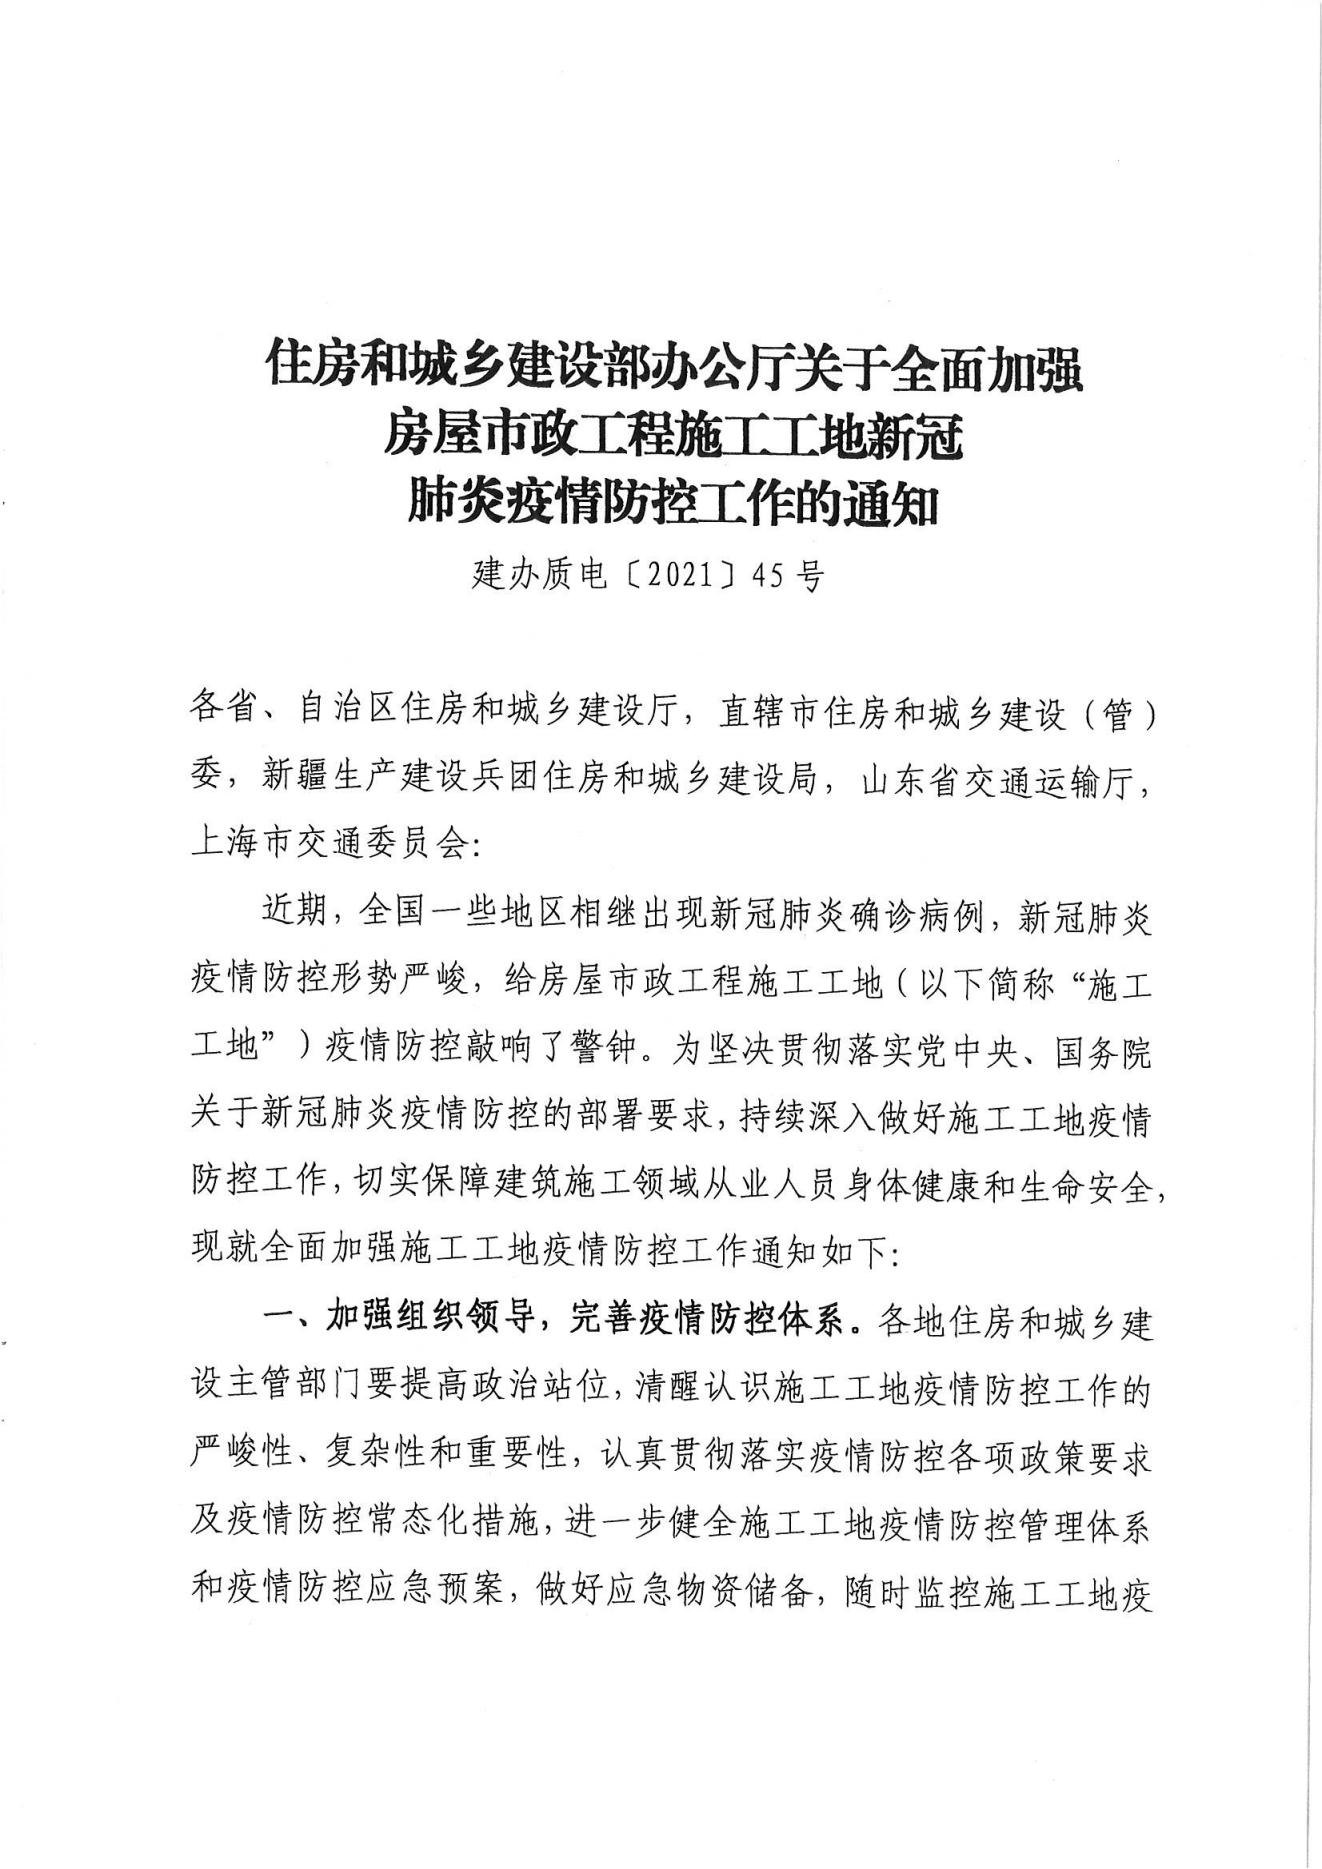 住房和城乡建设部办公厅关于全面加强
房屋市政工程施工工地新冠
肺炎疫情防控工作的通知
建办质电〔2021〕45号
各省、自治区住房和城乡建设厅，直辖市住房和城乡建设（管）
委，新疆生产建设兵团住房和城乡建设局，山东省交通运输厅，
上海市交通委员会：
近期，全国一些地区相继出现新冠肺炎确诊病例，新冠肺炎
疫情防控形势严峻，给房屋市政工程施工工地（以下简称“施工
工地”）疫情防控敲响了警钟。为坚决贯彻落实党中央、国务院
关于新冠肺炎疫情防控的部署要求，持续深入做好施工工地疫情
防控工作，切实保障建筑施工领域从业人员身体健康和生命安全，
现就全面加强施工工地疫情防控工作通知如下：
一、加强组织领导，完善疫情防控体系。各地住房和城乡建
设主管部门要提高政治站位，清醒认识施工工地疫情防控工作的
严峻性、复杂性和重要性，认真贯彻落实疫情防控各项政策要求
及疫情防控常态化措施，进一步健全施工工地疫情防控管理体系
和疫情防控应急预案，做好应急物资储备，随时监控施工工地疫